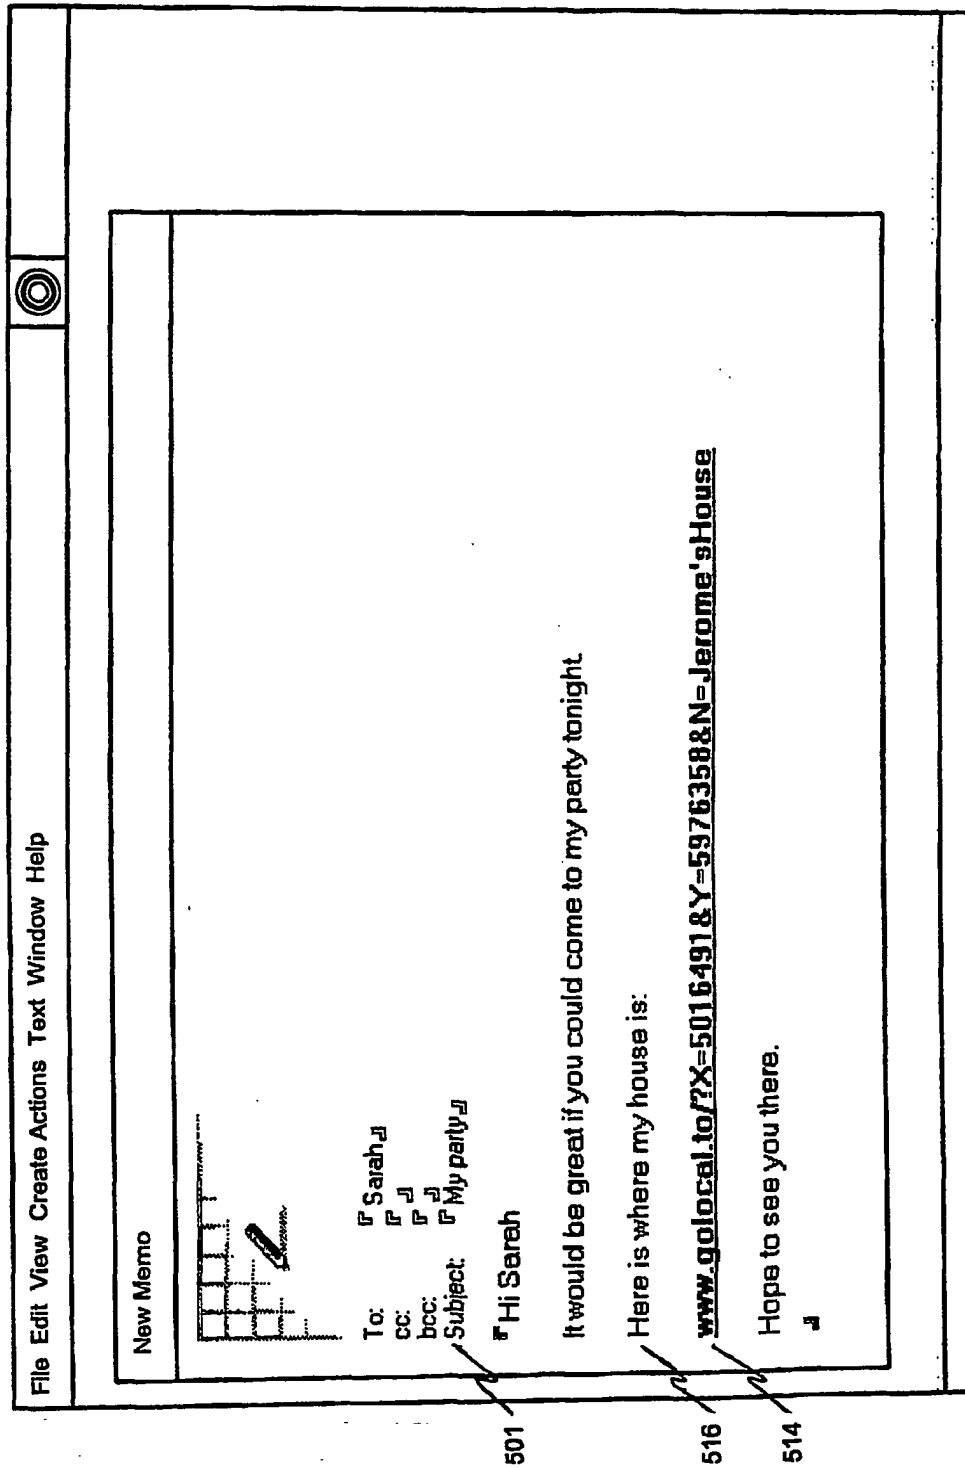 File Edit View Create Actions Text Window Help
New Memo
To: Sarah
cc:
bcc:
Subject: My party
Hi Sarah
It would be great if you could come to my party tonight.
Here is where my house is:
www.golocal.to/?X=5016491&Y=5976358&N=Jerome'sHouse
Hope to see you there.
501
516
514